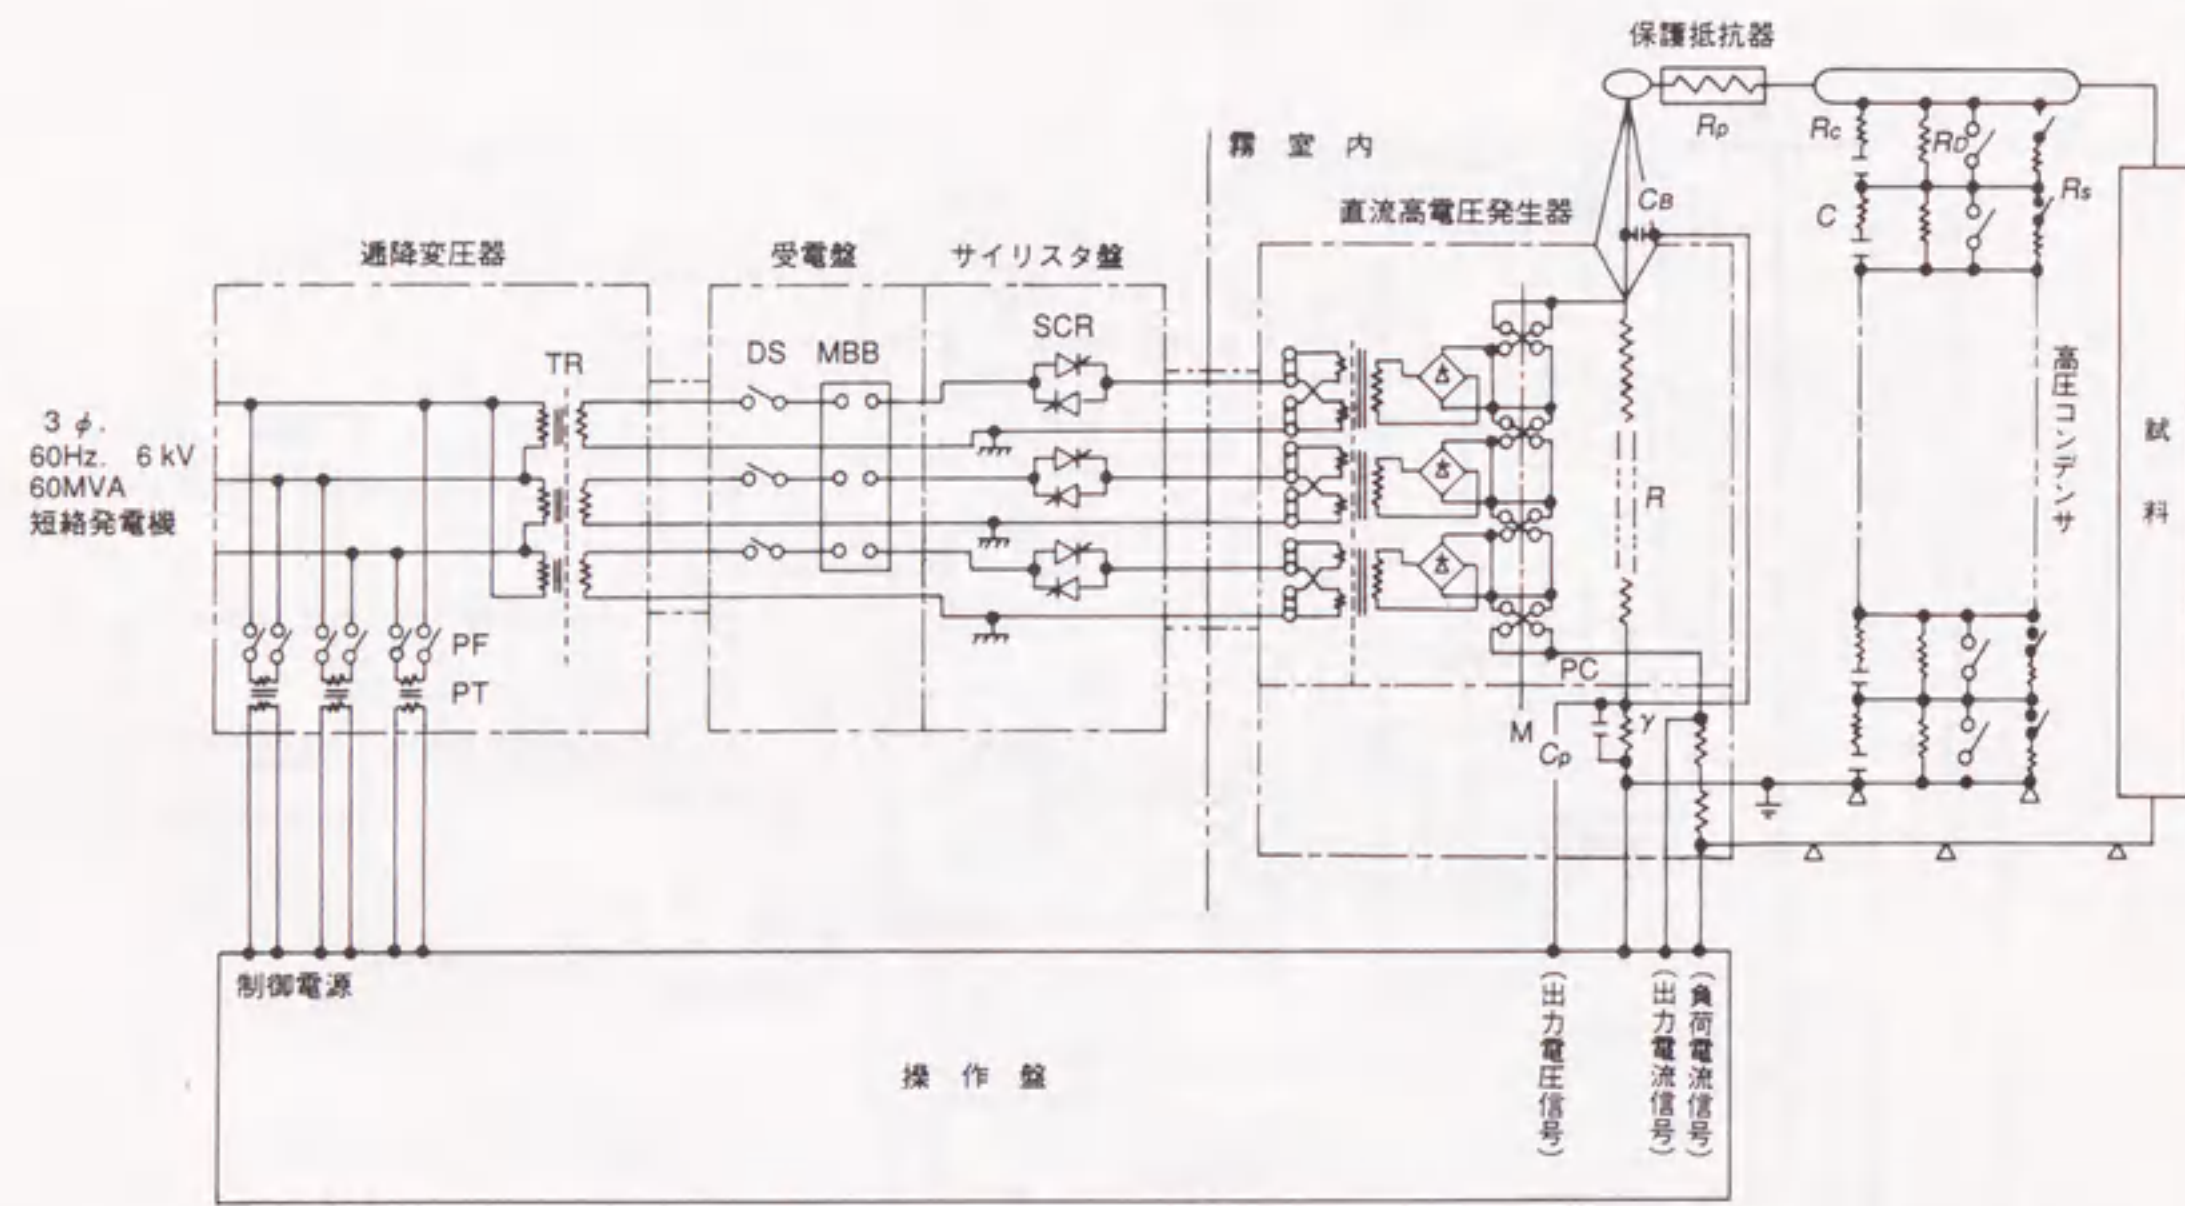 保護抵抗器
Rp
Rc
RD
Rs
C
霧室内
CB
直流高電圧発生器
逓降変圧器
受電盤
サイリスタ盤
SCR
DS
MBB
TR
3 φ.
60Hz. 6 kV
60MVA
短絡発電機
R
高圧コンデンサ
試料
PF
PT
PC
M
Cp
γ
制御電源
操作盤
(出力電圧信号)
(出力電流信号)
(負荷電流信号)